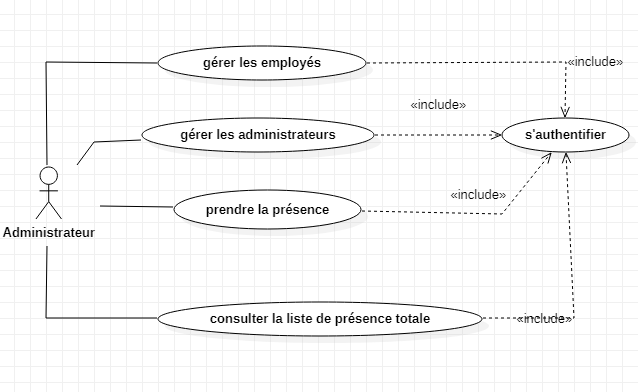 gérer les employés
«include»
«include»
gérer les administrateurs
s'authentifier
«include»
prendre la présence
Administrateur
consulter la liste de présence totale
«include»